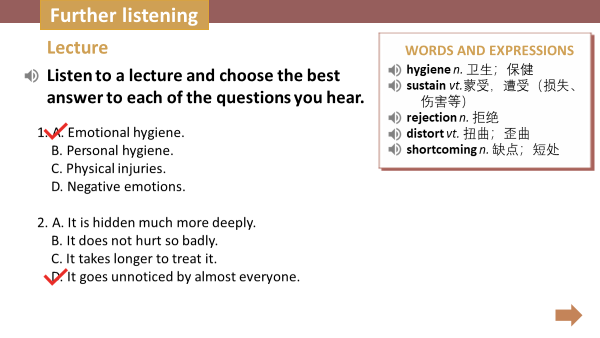 Further listening
Lecture
Listen to a lecture and choose the best
answer to each of the questions you hear.
1. A. Emotional hygiene.
B. Personal hygiene.
C. Physical injuries.
D. Negative emotions.
2. A. It is hidden much more deeply.
B. It does not hurt so badly.
C. It takes longer to treat it.
D. It goes unnoticed by almost everyone.
WORDS AND EXPRESSIONS
hygiene n. 卫生；保健
sustain vt.蒙受，遭受（损失、
伤害等）
rejection n. 拒绝
distort vt. 扭曲；歪曲
shortcoming n. 缺点；短处